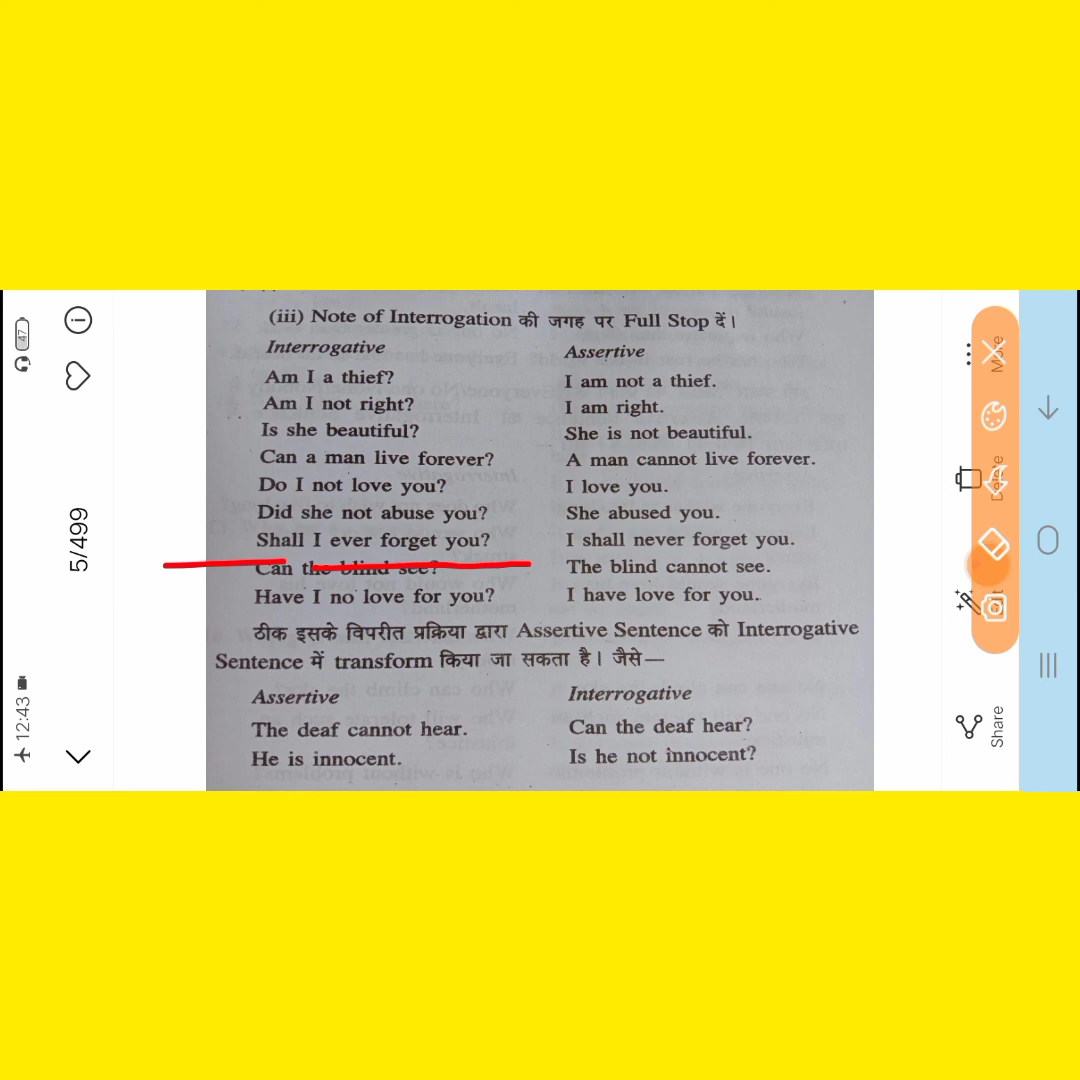 (iii) Note of Interrogation की जगह पर Full Stop दें।
Interrogative Assertive
Am I a thief? I am not a thief.
Am I not right? I am right.
Is she beautiful? She is not beautiful.
Can a man live forever? A man cannot live forever.
Do I not love you? I love you.
Did she not abuse you? She abused you.
Shall I ever forget you? I shall never forget you.
Can the blind see? The blind cannot see.
Have I no love for you? I have love for you.
ठीक इसके विपरीत प्रक्रिया द्वारा Assertive Sentence को Interrogative
Sentence में transform किया जा सकता है। जैसे—
Assertive Interrogative
The deaf cannot hear. Can the deaf hear?
He is innocent. Is he not innocent?
12:43
47
5/499
More
Share